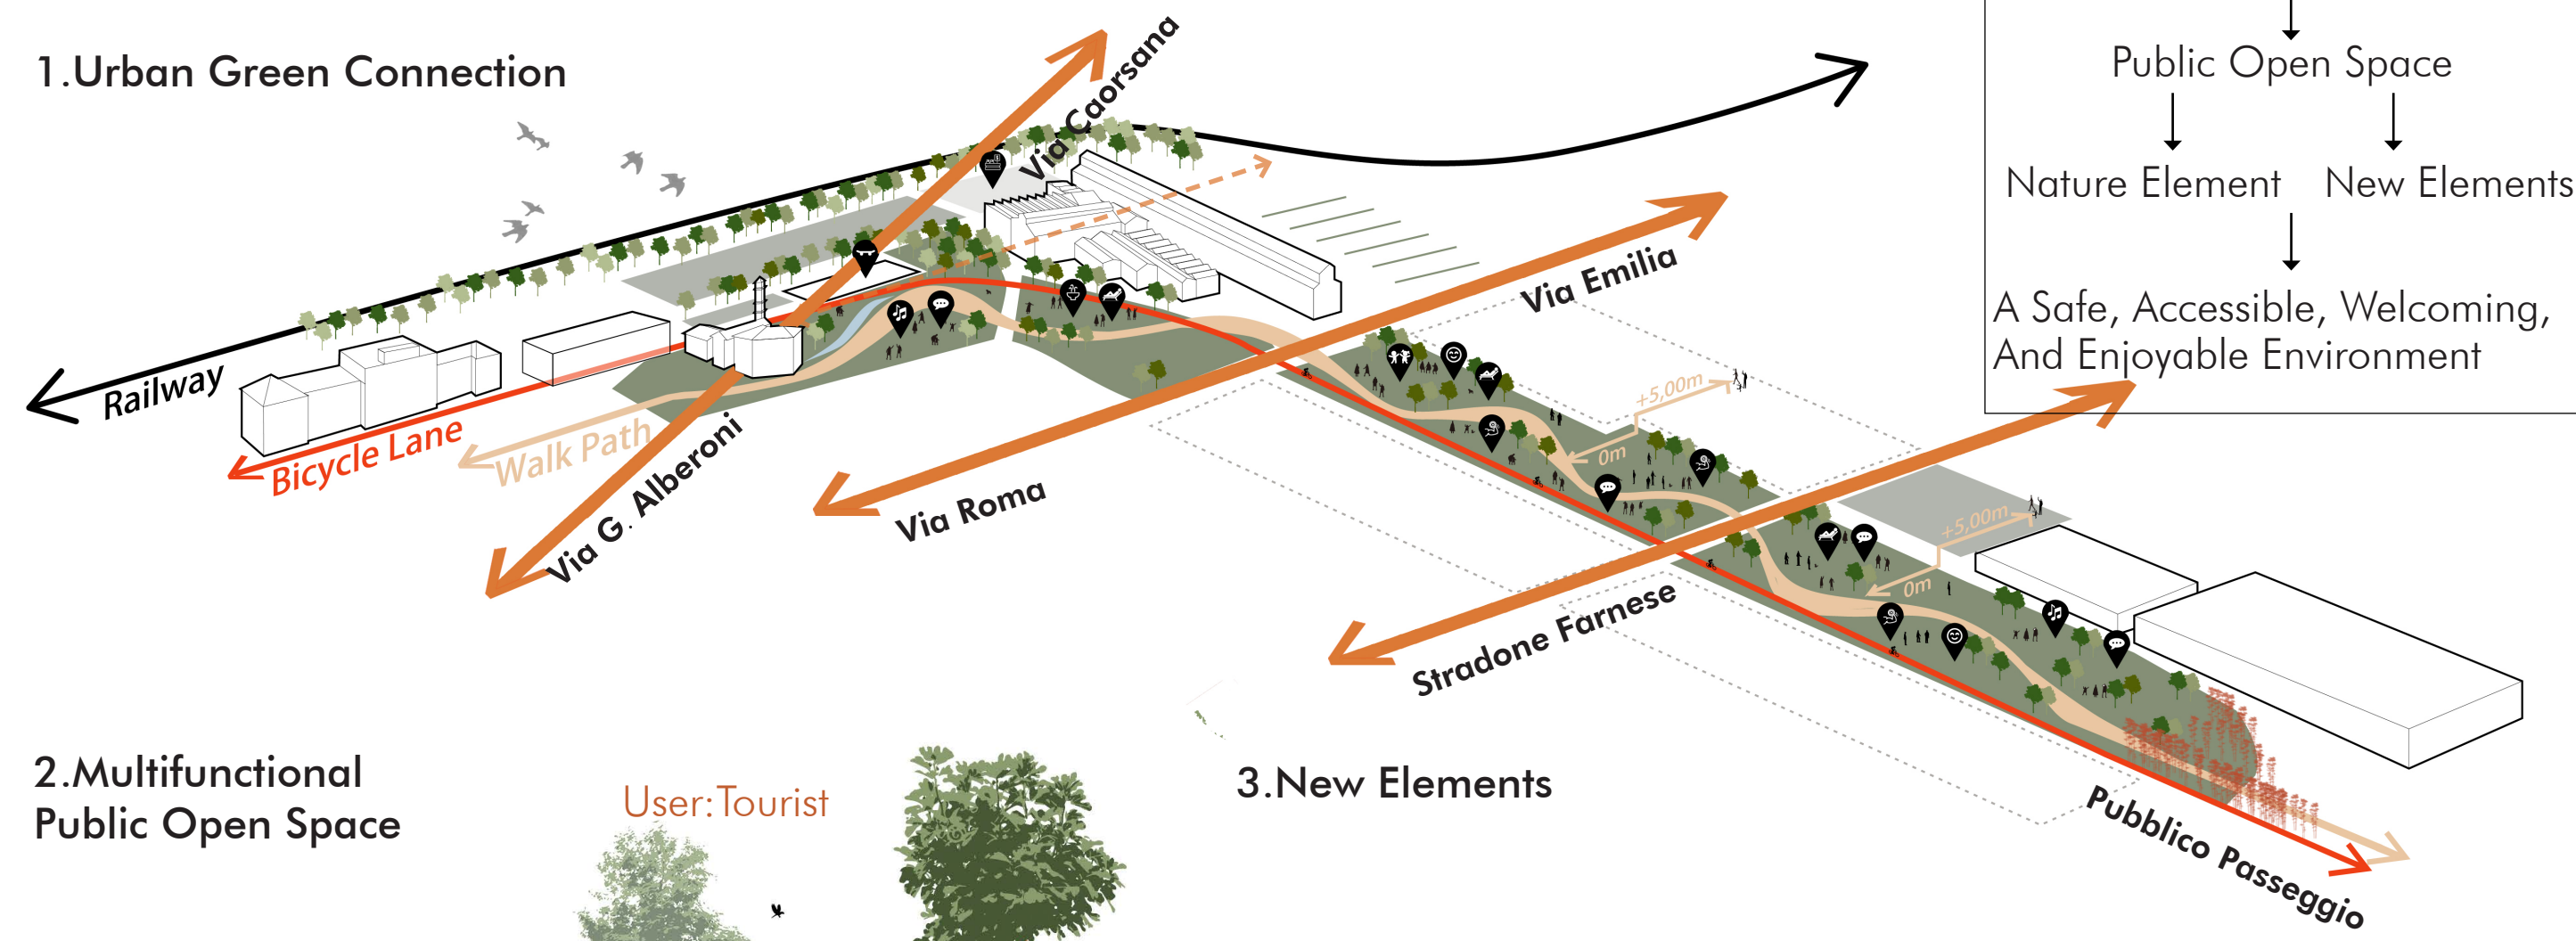 1.Urban Green Connection
Via Caorsana
Public Open Space
Nature Element
New Elements
A Safe, Accessible, Welcoming,
And Enjoyable Environment
Via Emilia
Railway
Bicycle Lane
Walk Path
Via G. Alberoni
Via Roma
+5,00m
0m
+5,00m
0m
Stradone Farnese
Pubblico Passeggio
2.Multifunctional
Public Open Space
User:Tourist
3.New Elements